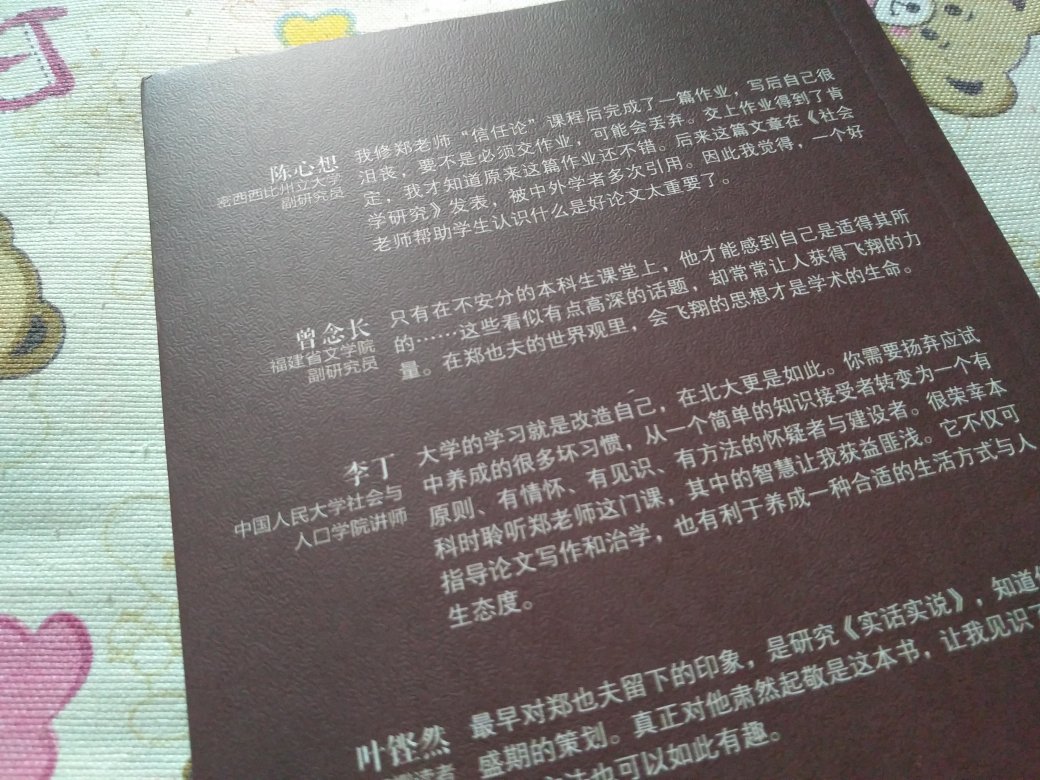 陈心想
密西西比州立大学
副研究员
我修郑老师“信任论”课程后完成了一篇作业，写后自己很
沮丧，要不是必须交作业，可能会丢弃。交上作业得到了肯
定，我才知道原来这篇作业还不错。后来这篇文章在《社会
学研究》发表，被中外学者多次引用。因此我觉得，一个好
老师帮助学生认识什么是好论文太重要了。
曾念长
福建省文学院
副研究员
只有在不安分的本科生课堂上，他才能感到自己是适得其所
的……这些看似有点高深的话题，却常常让人获得飞翔的力
量。在郑也夫的世界观里，会飞翔的思想才是学术的生命。
李丁
中国人民大学社会与
人口学院讲师
大学的学习就是改造自己，在北大更是如此。你需要扬弃应试
中养成的很多坏习惯，从一个简单的知识接受者转变为一个有
原则、有情怀、有见识、有方法的怀疑者与建设者。很荣幸本
科时聆听郑老师这门课，其中的智慧让我获益匪浅。它不仅可
指导论文写作和治学，也有利于养成一种合适的生活方式与人
生态度。
叶铿然
读者
最早对郑也夫留下的印象，是研究《实话实说》，知道
盛期的策划。真正对他肃然起敬是这本书，让我见识了
也可以如此有趣。